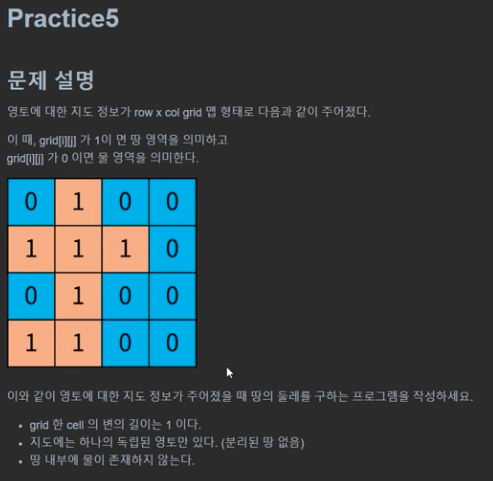 Practice5
문제 설명
영토에 대한 지도 정보가 row x col grid 맵 형태로 다음과 같이 주어졌다.
이 때, grid[i][j] 가 1이 면 땅 영역을 의미하고
grid[i][j] 가 0 이면 물 영역을 의미한다.
0 1 0 0
1 1 1 0
0 1 0 0
1 1 0 0
이와 같이 영토에 대한 지도 정보가 주어졌을 때 땅의 둘레를 구하는 프로그램을 작성하세요.
• grid 한 cell 의 변의 길이는 1 이다.
• 지도에는 하나의 독립된 영토만 있다. (분리된 땅 없음)
• 땅 내부에 물이 존재하지 않는다.